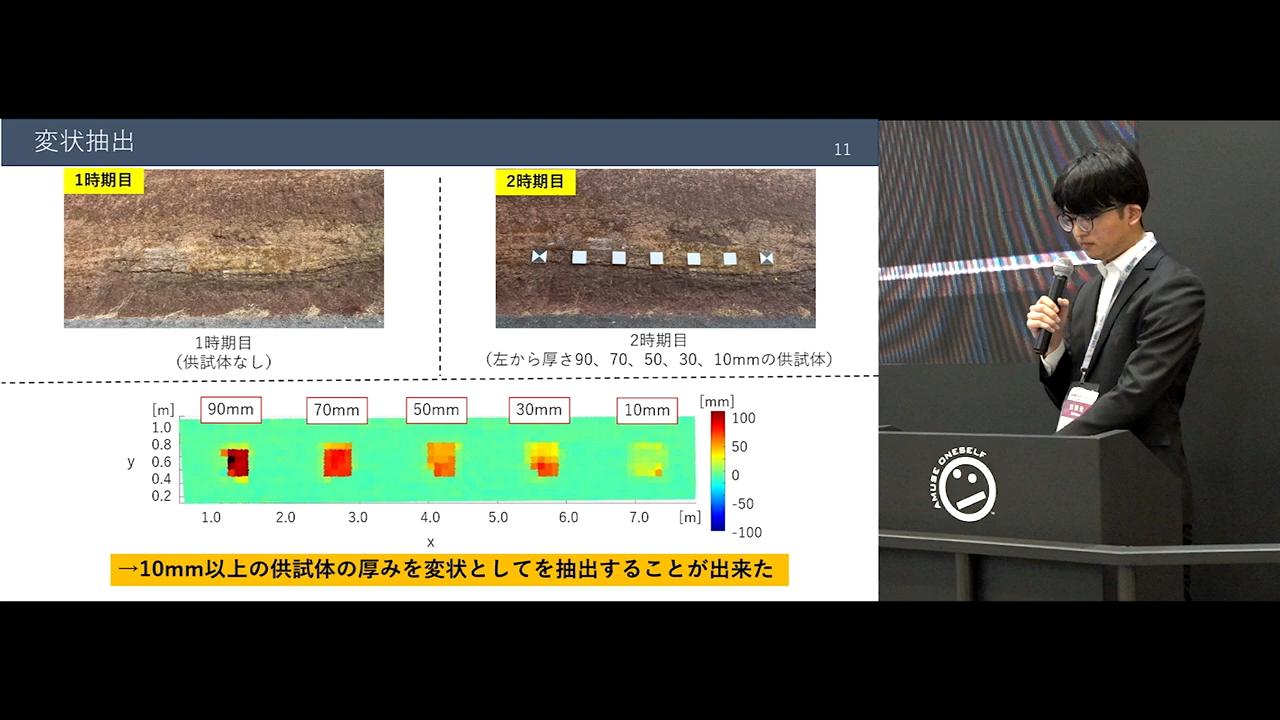 変状抽出
11
1時期目
2時期目
1時期目
(供試体なし)
2時期目
(左から厚さ90、70、50、30、10mmの供試体)
[m]
90mm
70mm
50mm
30mm
10mm
[mm]
1.0
0.8
0.6
0.4
0.2
y
100
50
0
-50
-100
1.0
2.0
3.0
4.0
5.0
6.0
7.0
[m]
x
→10mm以上の供試体の厚みを変状としてを抽出することが出来た
AMUSE ONESELF